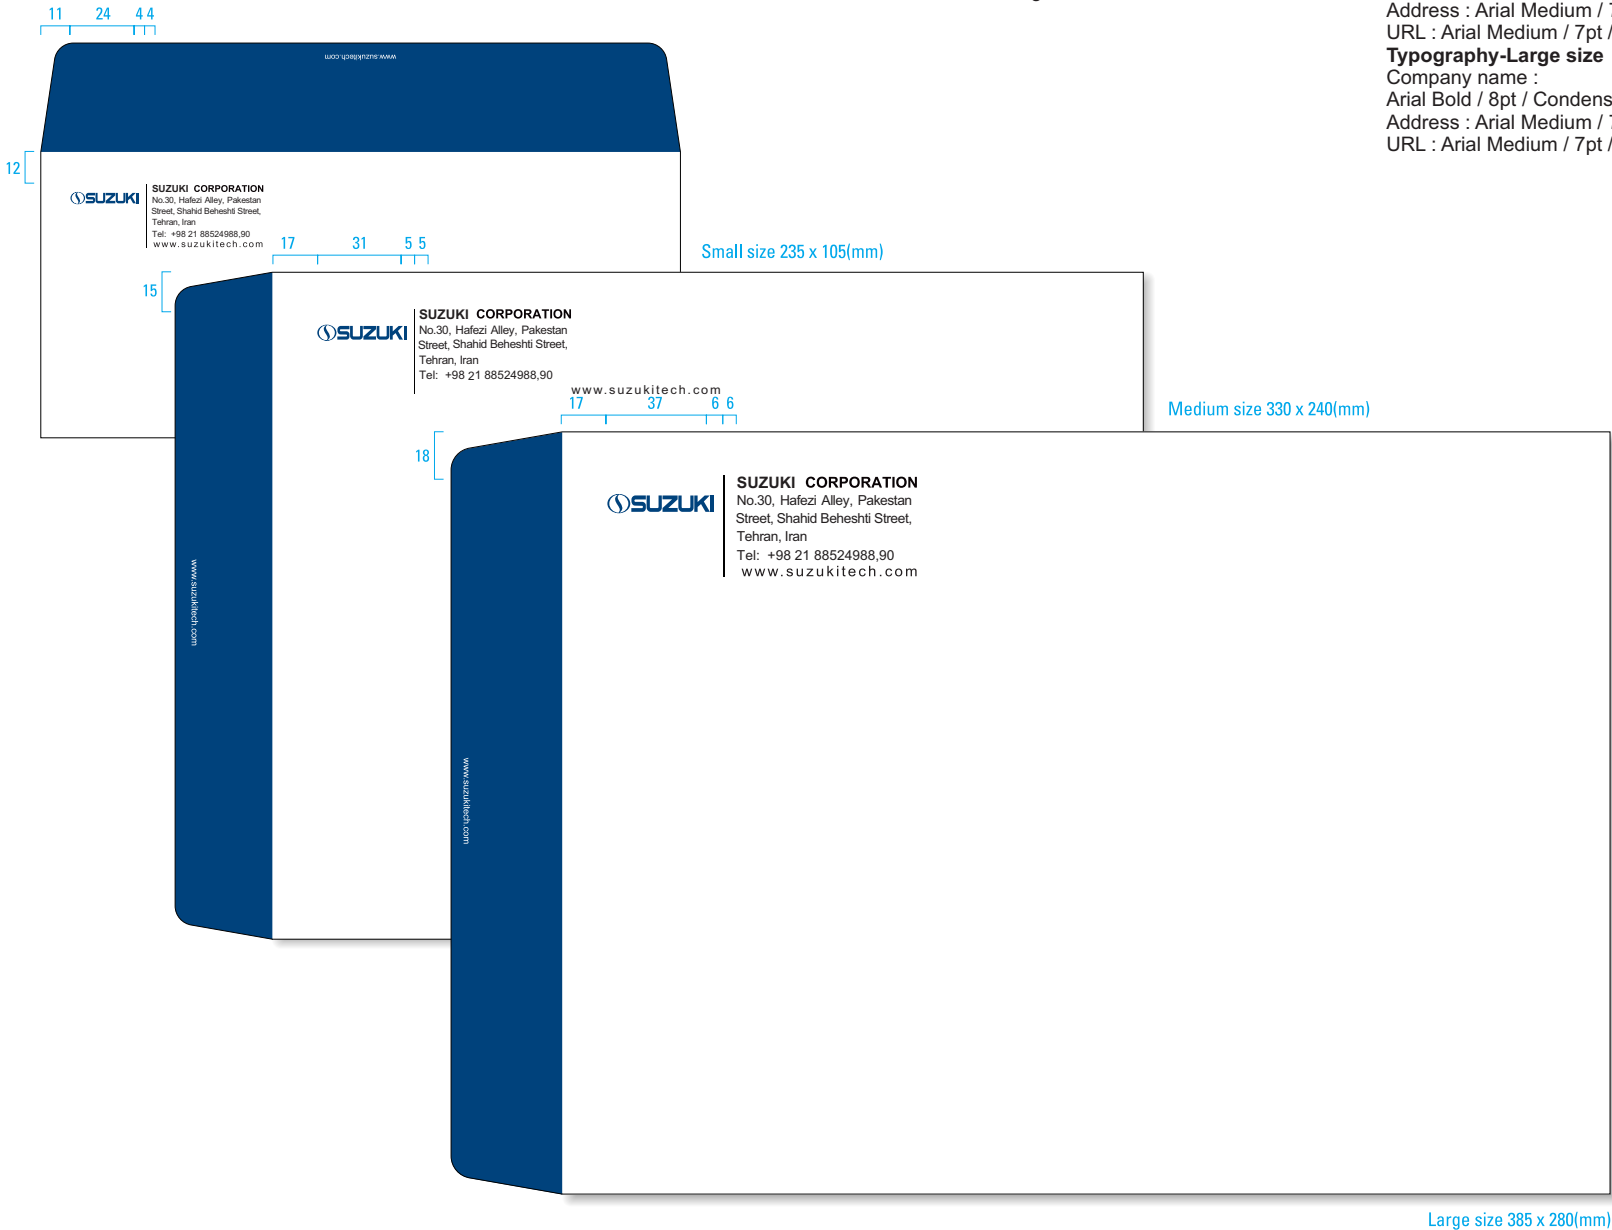 Address : Arial Medium / 7
URL : Arial Medium / 7pt /
Typography-Large size
Company name :
Arial Bold / 8pt / Condens
Address : Arial Medium / 7
URL : Arial Medium / 7pt /
11 24 4 4
www.suzukitech.com
12
SUZUKI
SUZUKI CORPORATION
No.30, Hafezi Alley, Pakestan
Street, Shahid Beheshti Street,
Tehran, Iran
Tel: +98 21 88524988,90
www.suzukitech.com
Small size 235 x 105(mm)
17 31 5 5
15
SUZUKI
SUZUKI CORPORATION
No.30, Hafezi Alley, Pakestan
Street, Shahid Beheshti Street,
Tehran, Iran
Tel: +98 21 88524988,90
www.suzukitech.com
www.suzukitech.com
Medium size 330 x 240(mm)
17 37 6 6
18
SUZUKI
SUZUKI CORPORATION
No.30, Hafezi Alley, Pakestan
Street, Shahid Beheshti Street,
Tehran, Iran
Tel: +98 21 88524988,90
www.suzukitech.com
www.suzukitech.com
Large size 385 x 280(mm)